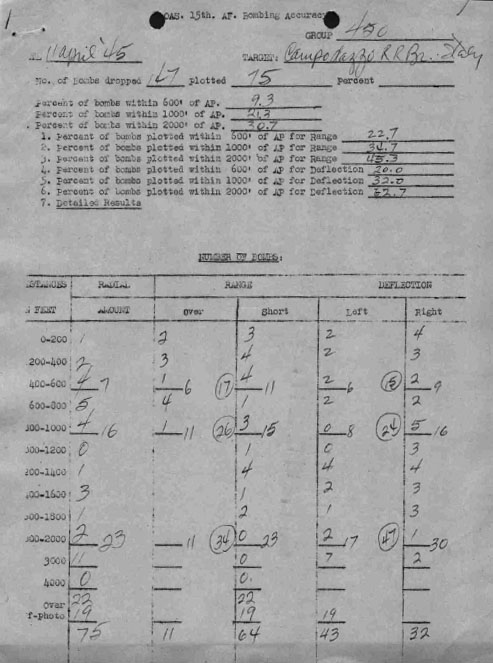 OAS. 15th. AF. Bombing Accuracy
GROUP 450
11 April '45 TARGET: Campodazzo RR Br. Italy
No. of Bombs dropped 147 plotted 75 Percent
Percent of bombs within 600' of AP. 9.3
Percent of bombs within 1000' of AP. 21.3
Percent of bombs within 2000' of AP. 30.7
1. Percent of bombs plotted within 600' of AP for Range 22.7
2. Percent of bombs plotted within 1000' of AP for Range 34.7
3. Percent of bombs plotted within 2000' of AP for Range 45.3
4. Percent of bombs plotted within 600' of AP for Deflection 20.0
5. Percent of bombs plotted within 1000' of AP for Deflection 32.0
6. Percent of bombs plotted within 2000' of AP for Deflection 62.7
7. Detailed Results
NUMBER OF BOMBS:
DISTANCES RADIAL RANGE DEFLECTION
FEET AMOUNT Over Short Left Right
0-200 1 2 3 2 4
200-400 2 3 4 2 3
400-600 4 7 1 6 17 4 11 2 6 15 2 9
600-800 5 4 1 2 2
800-1000 4 16 1 11 26 3 15 0 8 24 5 16
000-1200 0 1 0 3
200-1400 1 4 4 4
400-1600 3 1 2 3
600-1800 1 2 1 3
800-2000 2 23 11 34 0 23 2 17 47 1 30
3000 11 0 7 2
4000 0 0
Over 22 22
f-photo 19 19 19
75 11 64 43 32